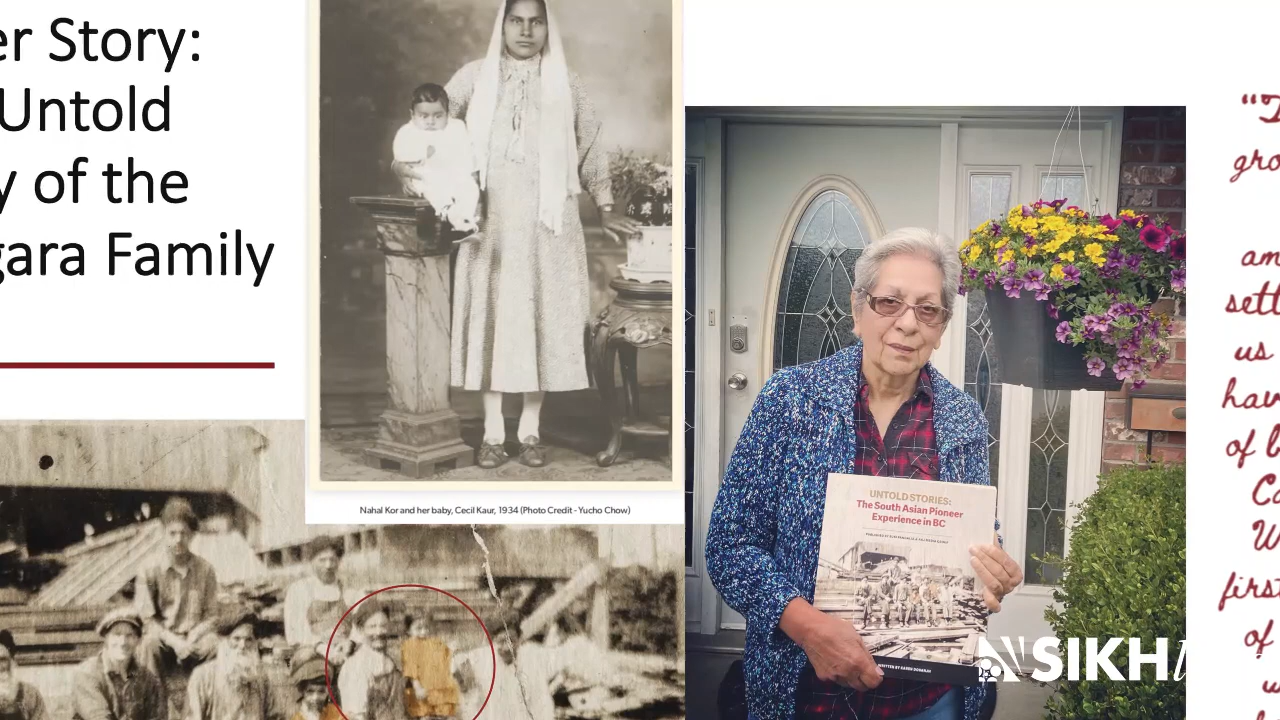 er Story:
Untold
y of the
gara Family
Nahal Kor and her baby, Cecil Kaur, 1934 (Photo Credit - Yucho Chow)
UNTOLD STORIES:
The South Asian Pioneer
Experience in BC
SIKH
gro
am
sett
us
hav
of b
Co
W
first
of